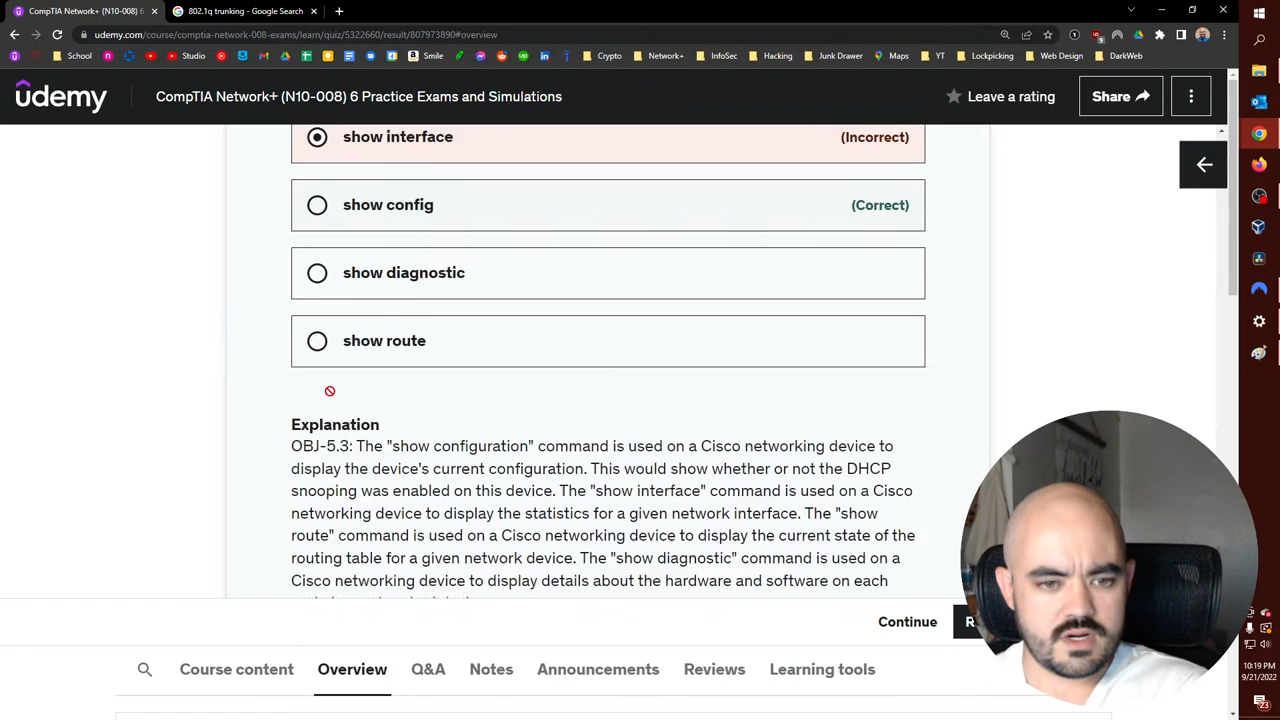 CompTIA Network+ (N10-008) 6
802.1q trunking - Google Search
udemy.com/course/comptia-network-008-exams/learn/quiz/5322660/result/807973890#overview
School
Studio
Smile
Crypto
Network+
InfoSec
Hacking
Junk Drawer
Maps
YT
Lockpicking
Web Design
DarkWeb
udemy
CompTIA Network+ (N10-008) 6 Practice Exams and Simulations
Leave a rating
Share
show interface
(Incorrect)
show config
(Correct)
show diagnostic
show route
Explanation
OBJ-5.3: The "show configuration" command is used on a Cisco networking device to
display the device's current configuration. This would show whether or not the DHCP
snooping was enabled on this device. The "show interface" command is used on a Cisco
networking device to display the statistics for a given network interface. The "show
route" command is used on a Cisco networking device to display the current state of the
routing table for a given network device. The "show diagnostic" command is used on a
Cisco networking device to display details about the hardware and software on each
Continue
R
Course content
Overview
Q&A
Notes
Announcements
Reviews
Learning tools
10:19 PM
9/21/2022
23